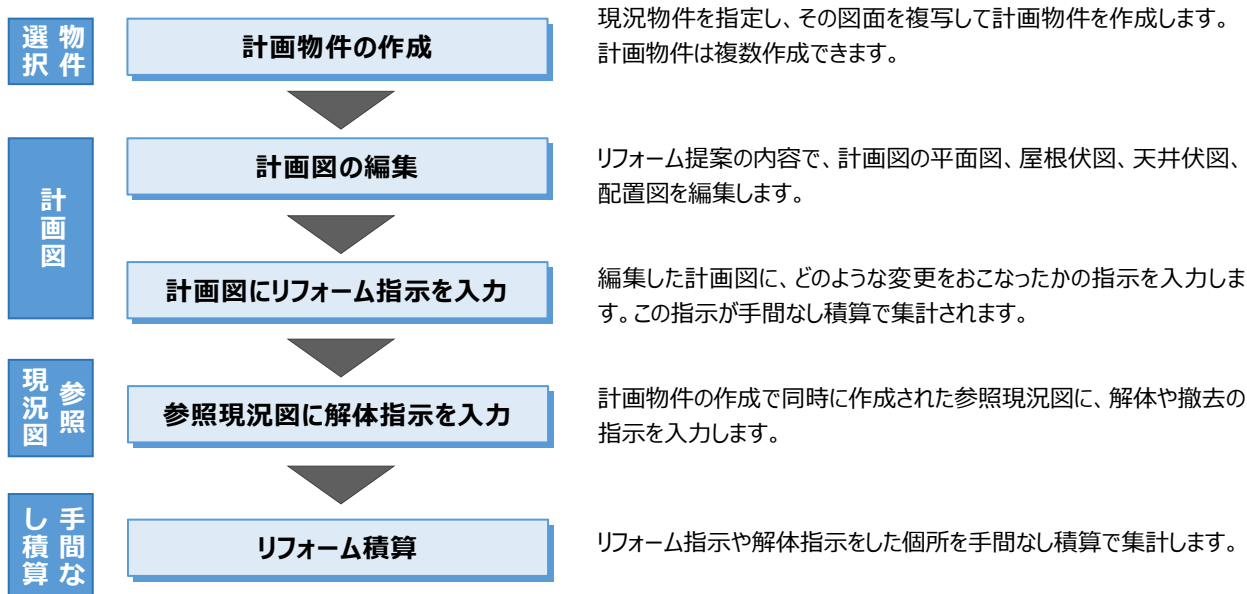 物件
選択
計画物件の作成
現況物件を指定し、その図面を複写して計画物件を作成します。
計画物件は複数作成できます。
計画図
計画図の編集
リフォーム提案の内容で、計画図の平面図、屋根伏図、天井伏図、
配置図を編集します。
計画図にリフォーム指示を入力
編集した計画図に、どのような変更をおこなったかの指示を入力しま
す。この指示が手間なし積算で集計されます。
参照
現況図
参照現況図に解体指示を入力
計画物件の作成で同時に作成された参照現況図に、解体や撤去の
指示を入力します。
手間な
し積算
リフォーム積算
リフォーム指示や解体指示をした個所を手間なし積算で集計します。